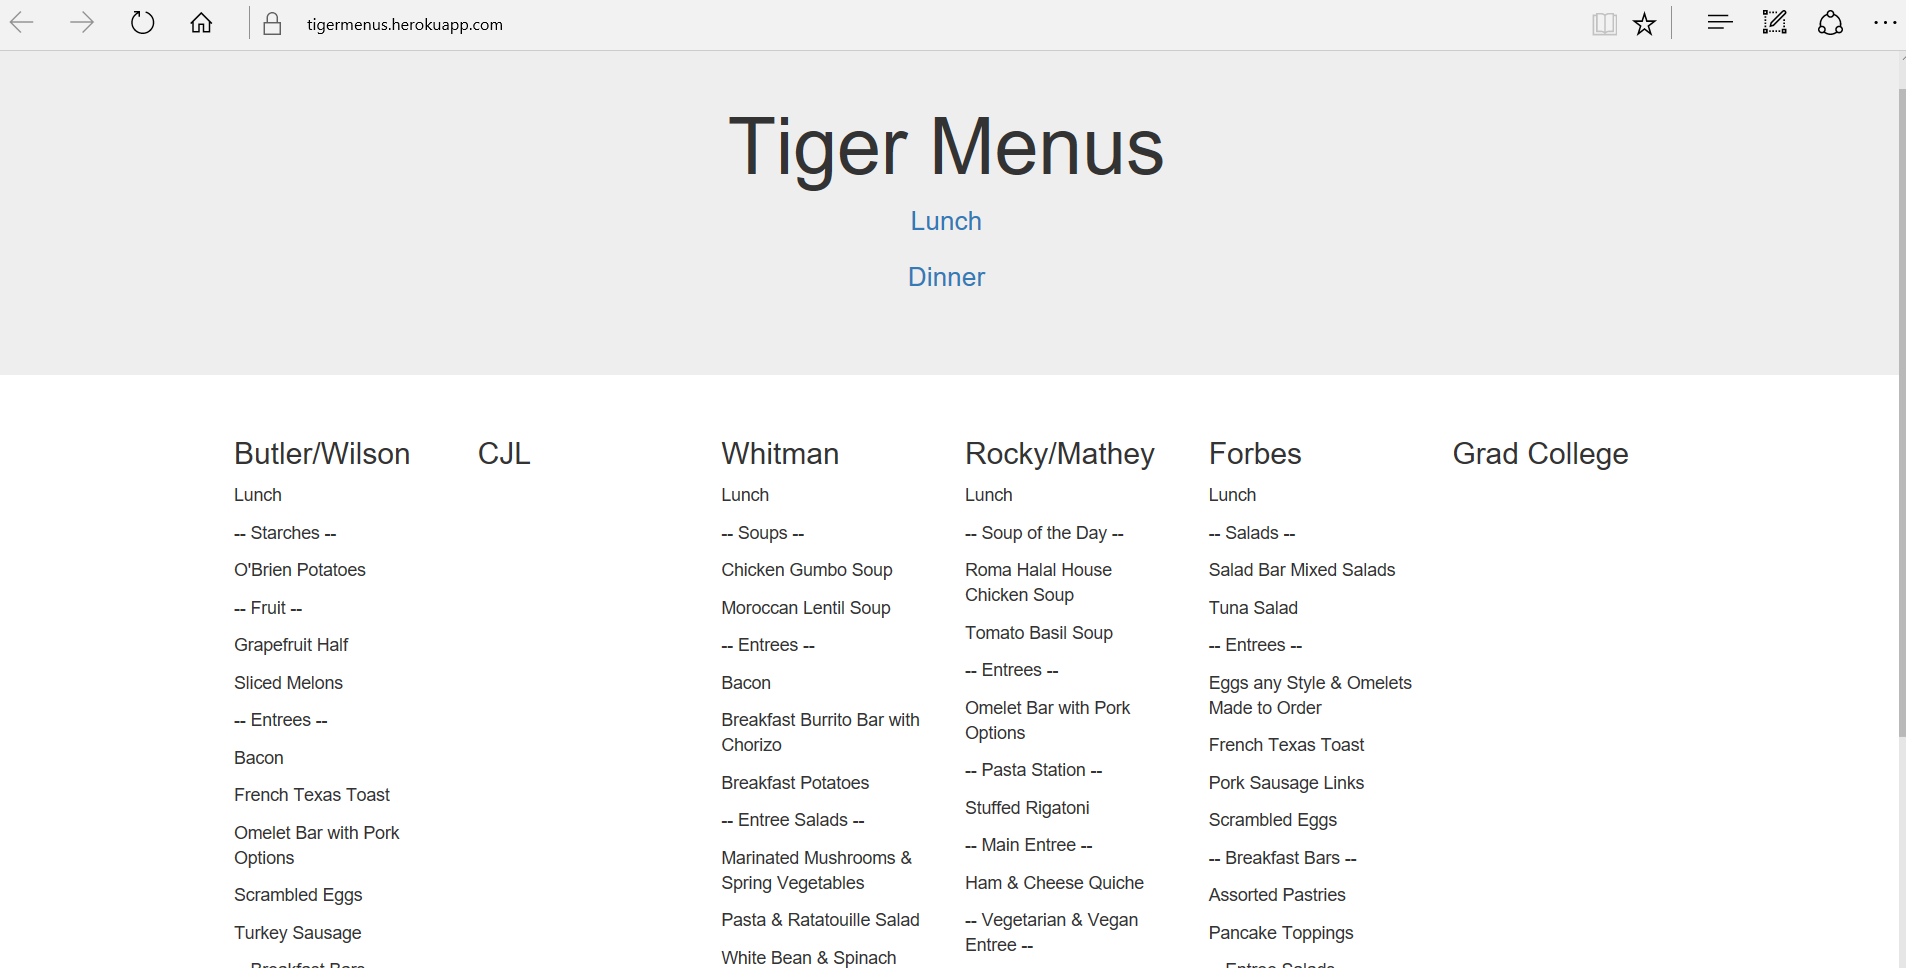 tigermenus.herokuapp.com
Tiger Menus
Lunch
Dinner
Butler/Wilson
Lunch
-- Starches --
O'Brien Potatoes
-- Fruit --
Grapefruit Half
Sliced Melons
-- Entrees --
Bacon
French Texas Toast
Omelet Bar with Pork
Options
Scrambled Eggs
Turkey Sausage
CJL
Whitman
Lunch
-- Soups --
Chicken Gumbo Soup
Moroccan Lentil Soup
-- Entrees --
Bacon
Breakfast Burrito Bar with
Chorizo
Breakfast Potatoes
-- Entree Salads --
Marinated Mushrooms &
Spring Vegetables
Pasta & Ratatouille Salad
White Bean & Spinach
Rocky/Mathey
Lunch
-- Soup of the Day --
Roma Halal House
Chicken Soup
Tomato Basil Soup
-- Entrees --
Omelet Bar with Pork
Options
-- Pasta Station --
Stuffed Rigatoni
-- Main Entree --
Ham & Cheese Quiche
-- Vegetarian & Vegan
Entree --
Forbes
Lunch
-- Salads --
Salad Bar Mixed Salads
Tuna Salad
-- Entrees --
Eggs any Style & Omelets
Made to Order
French Texas Toast
Pork Sausage Links
Scrambled Eggs
-- Breakfast Bars --
Assorted Pastries
Pancake Toppings
Grad College